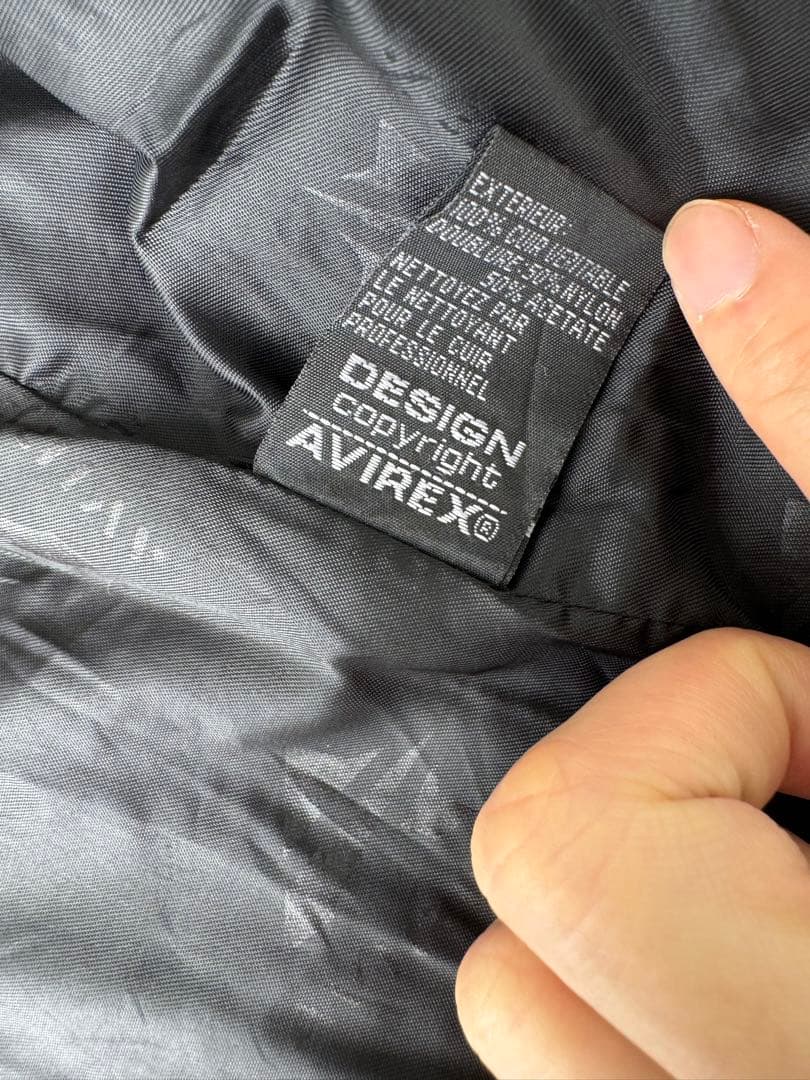 EXTERIEUR:
100% CUIR VERITABLE
DOUBLURE: 50% NYLON
50% ACETATE
NETTOYEZ PAR
LE NETTOYANT
POUR LE CUIR
PROFESSIONNEL
DESIGN
copyright
AVIREX®